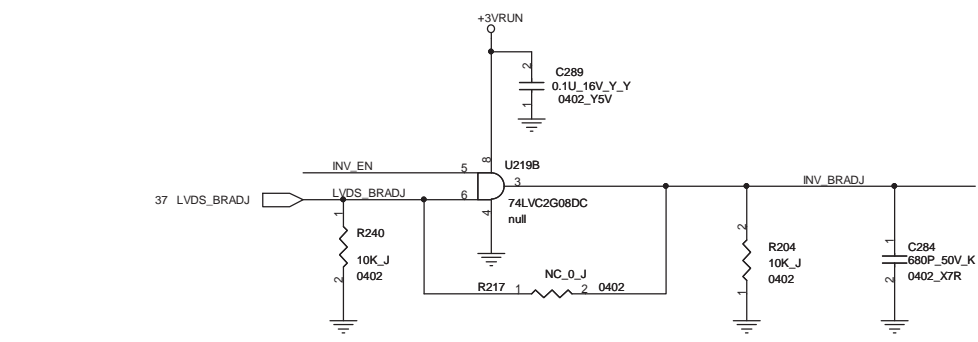 +3VRUN
2
C289
0.1U_16V_Y_Y
1
0402_Y5V
8
U219B
INV_EN
5
3
INV_BRADJ
37 LVDS_BRADJ
LVDS_BRADJ
6
74LVC2G08DC
4
null
1
R240
10K_J
2
0402
2
R204
10K_J
1
0402
1
C284
680P_50V_K
2
0402_X7R
NC_0_J
R217
1
2
0402